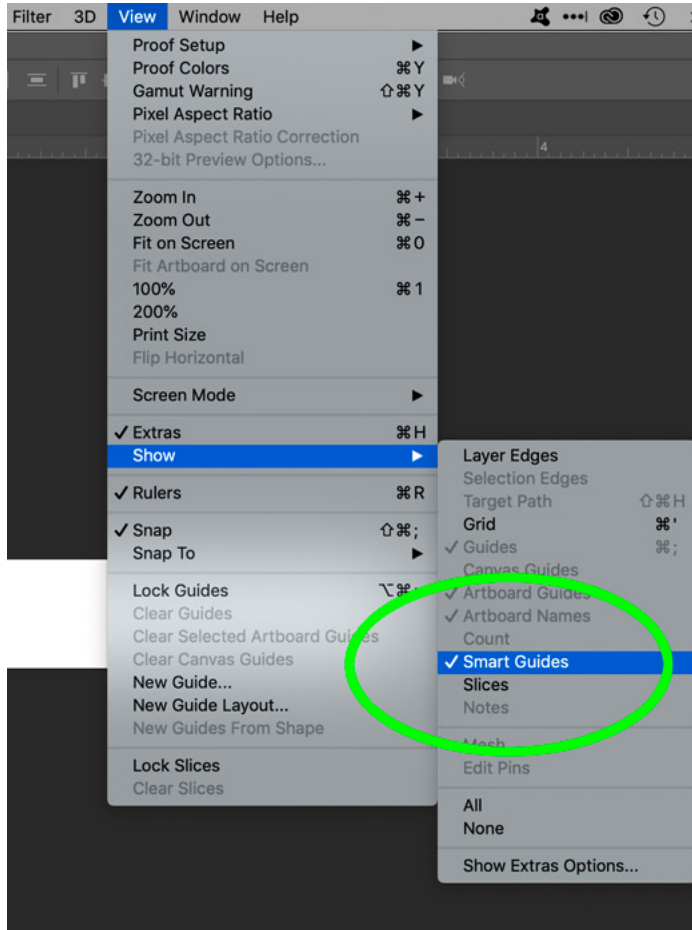 Filter 3D View Window Help
Proof Setup
Proof Colors ⌘Y
Gamut Warning ⇧⌘Y
Pixel Aspect Ratio
Pixel Aspect Ratio Correction
32-bit Preview Options...
4
Zoom In ⌘+
Zoom Out ⌘−
Fit on Screen ⌘0
Fit Artboard on Screen
100% ⌘1
200%
Print Size
Flip Horizontal
Screen Mode
✓ Extras ⌘H
Show
✓ Rulers ⌘R
✓ Snap ⇧⌘;
Snap To
Lock Guides ⌥⌘;
Clear Guides
Clear Selected Artboard Guides
Clear Canvas Guides
New Guide...
New Guide Layout...
New Guides From Shape
Lock Slices
Clear Slices
Layer Edges
Selection Edges
Target Path ⇧⌘H
Grid ⌘'
✓ Guides ⌘;
Canvas Guides
✓ Artboard Guides
✓ Artboard Names
Count
✓ Smart Guides
Slices
Notes
Mesh
Edit Pins
All
None
Show Extras Options...